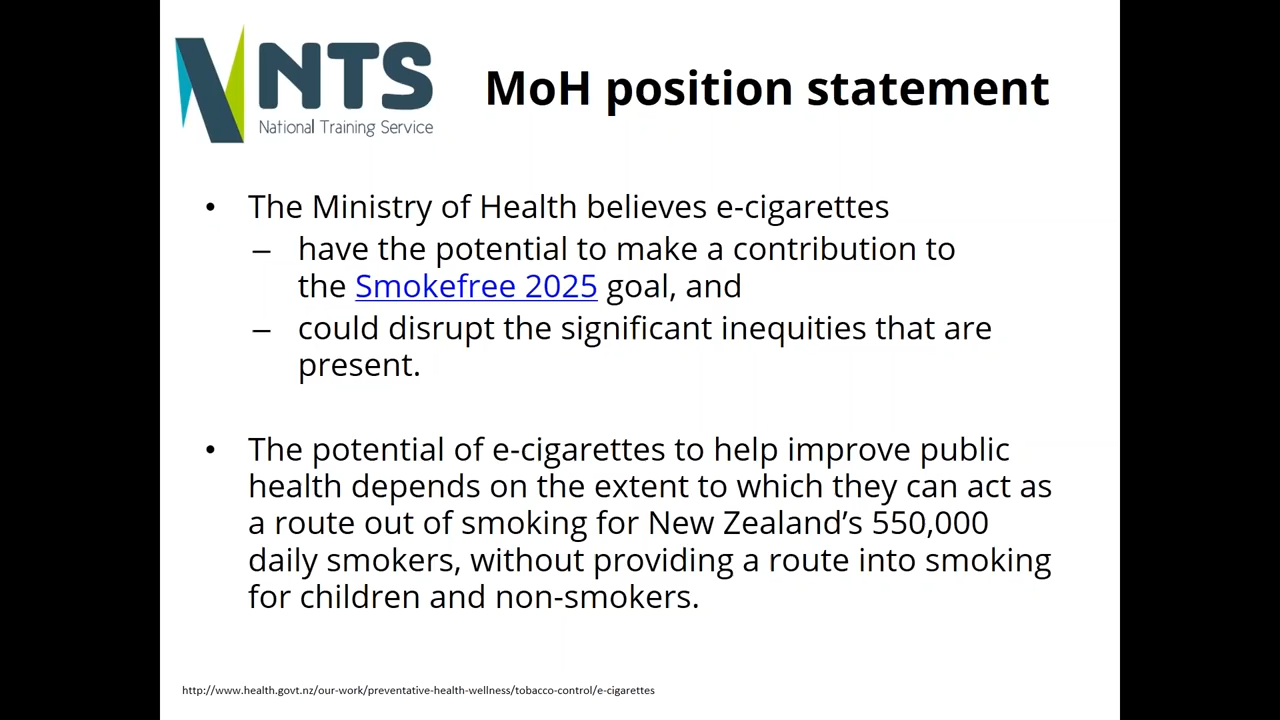 NTS
National Training Service
MoH position statement
• The Ministry of Health believes e-cigarettes
– have the potential to make a contribution to
the Smokefree 2025 goal, and
– could disrupt the significant inequities that are
present.
• The potential of e-cigarettes to help improve public
health depends on the extent to which they can act as
a route out of smoking for New Zealand’s 550,000
daily smokers, without providing a route into smoking
for children and non-smokers.
http://www.health.govt.nz/our-work/preventative-health-wellness/tobacco-control/e-cigarettes